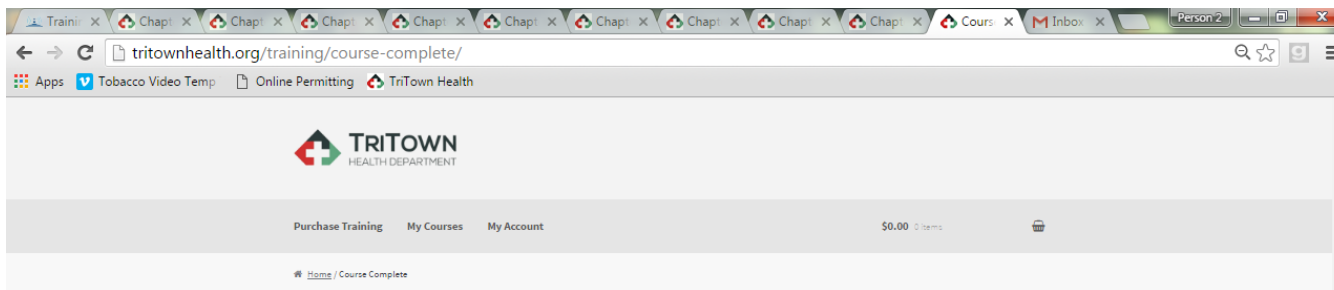 Trainin Chapt Chapt Chapt Chapt Chapt Chapt Chapt Chapt Chapt Cours Inbox Person 2
tritownhealth.org/training/course-complete/
Apps Tobacco Video Temp Online Permitting TriTown Health
TRITOWN
HEALTH DEPARTMENT
Purchase Training My Courses My Account $0.00 0 items
Home / Course Complete